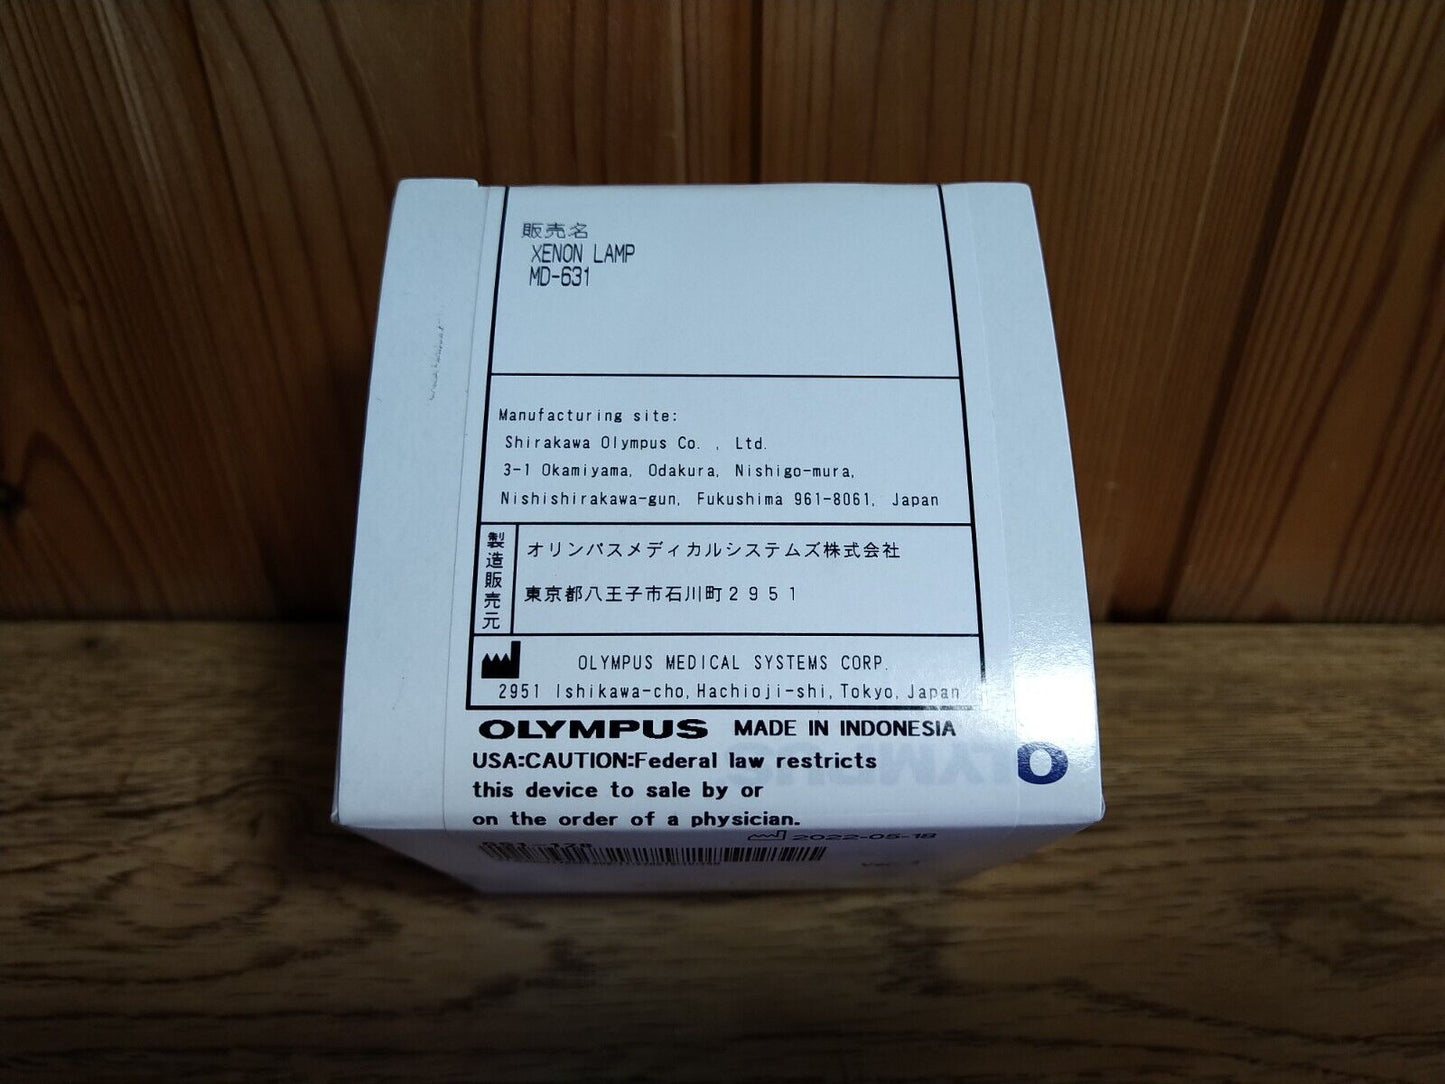 販売名
XENON LAMP
MD-631
Manufacturing site:
Shirakawa Olympus Co. , Ltd.
3-1 Okamiyama, Odakura, Nishigo-mura,
Nishishirakawa-gun, Fukushima 961-8061, Japan
製造販売元
オリンパスメディカルシステムズ株式会社
東京都八王子市石川町2951
OLYMPUS MEDICAL SYSTEMS CORP.
2951 Ishikawa-cho, Hachioji-shi, Tokyo, Japan
OLYMPUS MADE IN INDONESIA
USA:CAUTION:Federal law restricts
this device to sale by or
on the order of a physician.
OLYMPUS
2022-05-18